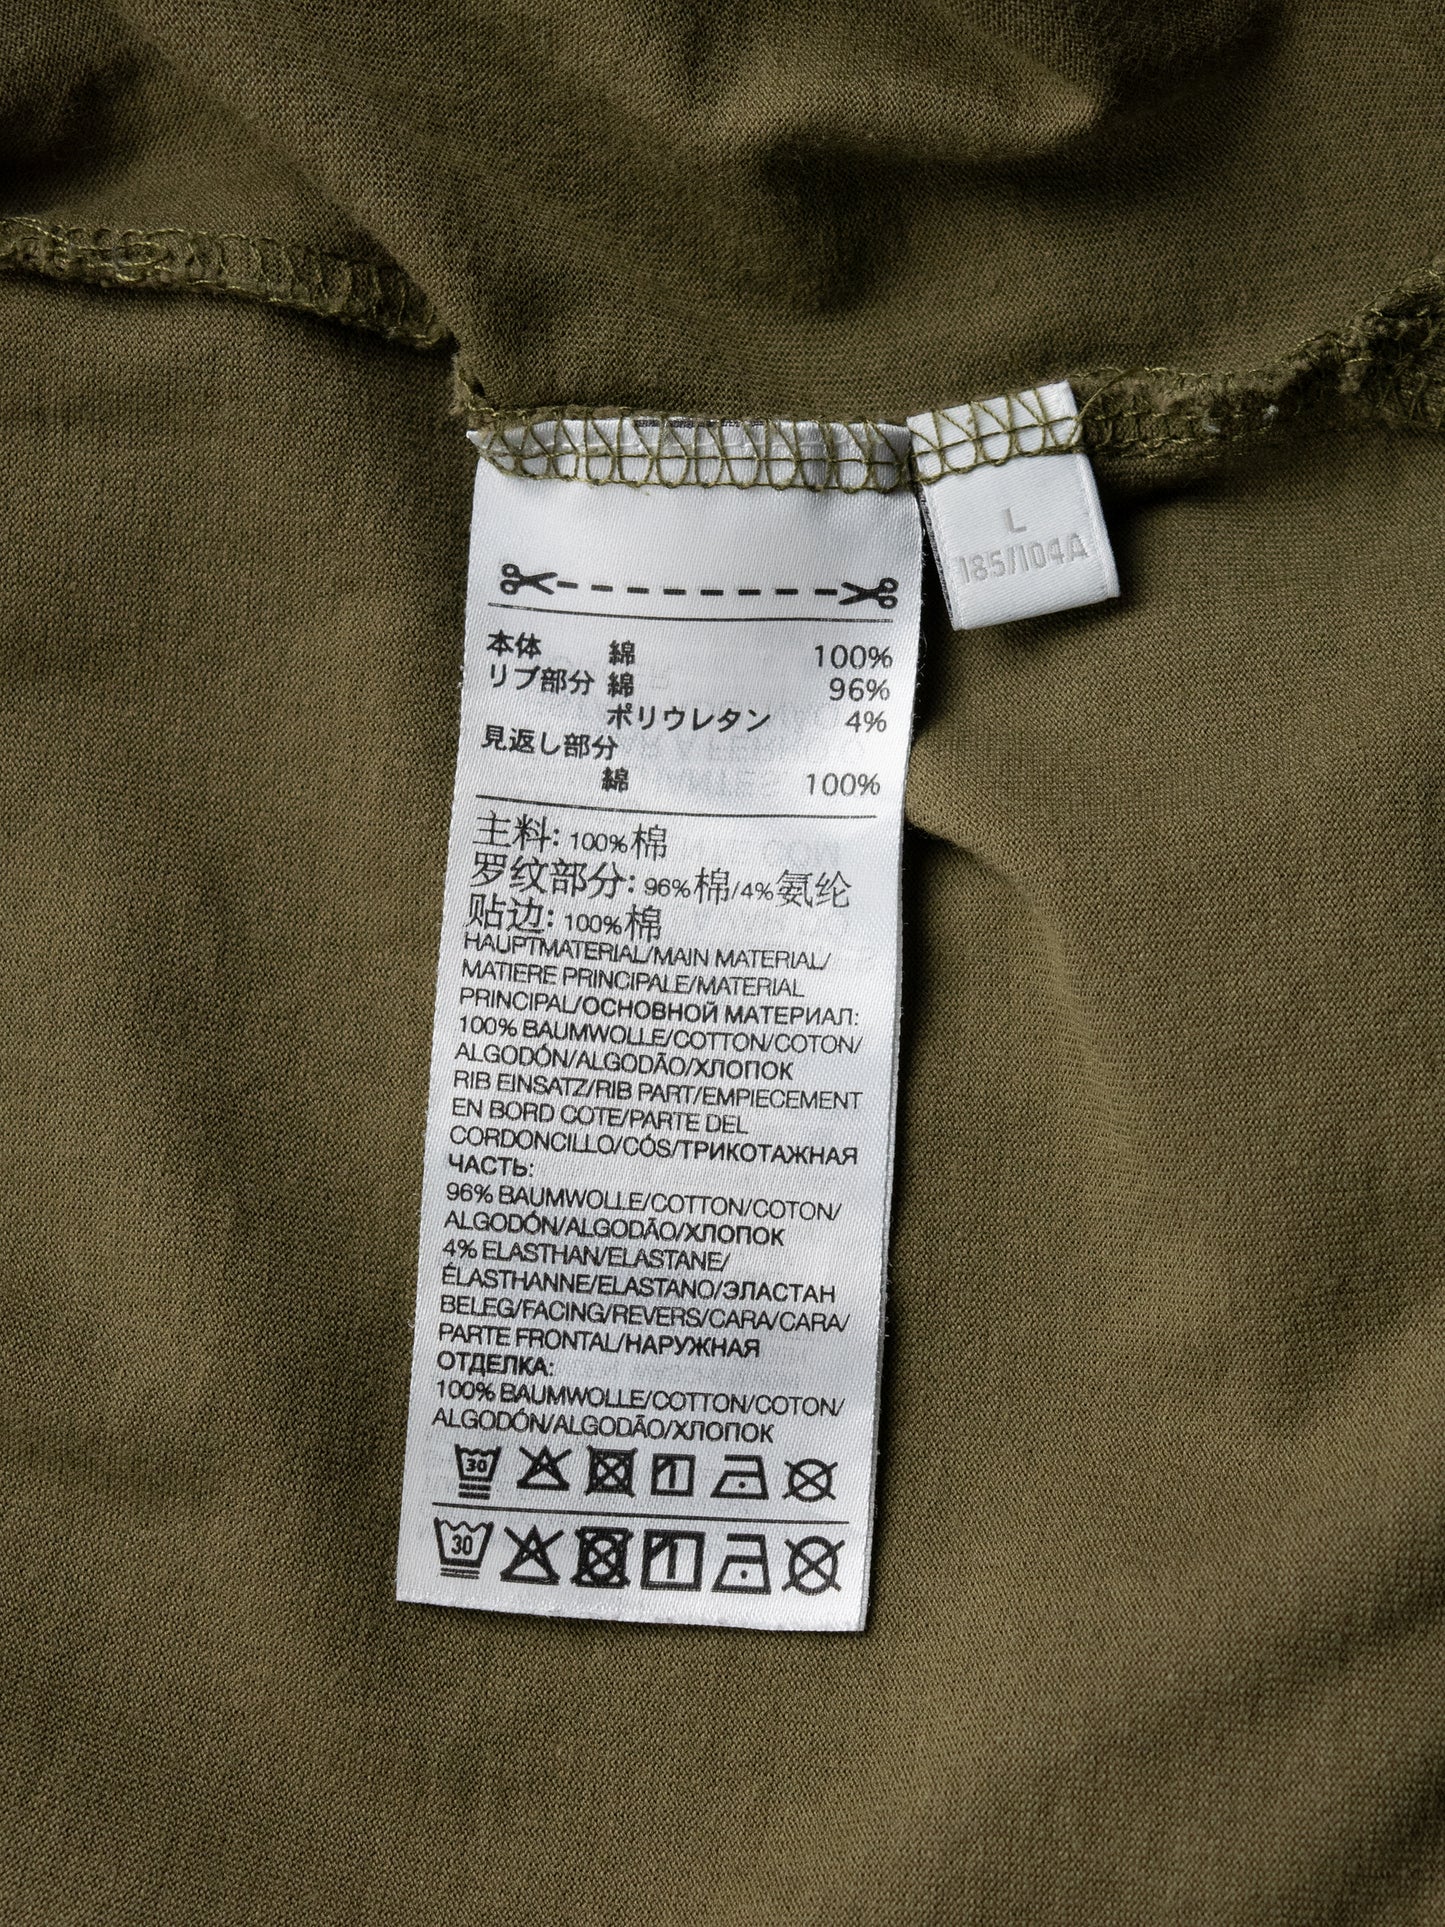 L
185/104A
本体 綿 100%
リブ部分 綿 96%
ポリウレタン 4%
見返し部分
綿 100%
主料: 100%棉
罗纹部分: 96%棉/4%氨纶
贴边: 100%棉
HAUPTMATERIAL/MAIN MATERIAL/
MATIERE PRINCIPALE/MATERIAL
PRINCIPAL/ОСНОВНОЙ МАТЕРИАЛ:
100% BAUMWOLLE/COTTON/COTON/
ALGODÓN/ALGODÃO/ХЛОПОК
RIB EINSATZ/RIB PART/EMPIECEMENT
EN BORD COTE/PARTE DEL
CORDONCILLO/CÓS/ТРИКОТАЖНАЯ
ЧАСТЬ:
96% BAUMWOLLE/COTTON/COTON/
ALGODÓN/ALGODÃO/ХЛОПОК
4% ELASTHAN/ELASTANE/
ÉLASTHANNE/ELASTANO/ЭЛАСТАН
BELEG/FACING/REVERS/CARA/CARA/
PARTE FRONTAL/НАРУЖНАЯ
ОТДЕЛКА:
100% BAUMWOLLE/COTTON/COTON/
ALGODÓN/ALGODÃO/ХЛОПОК
30
30